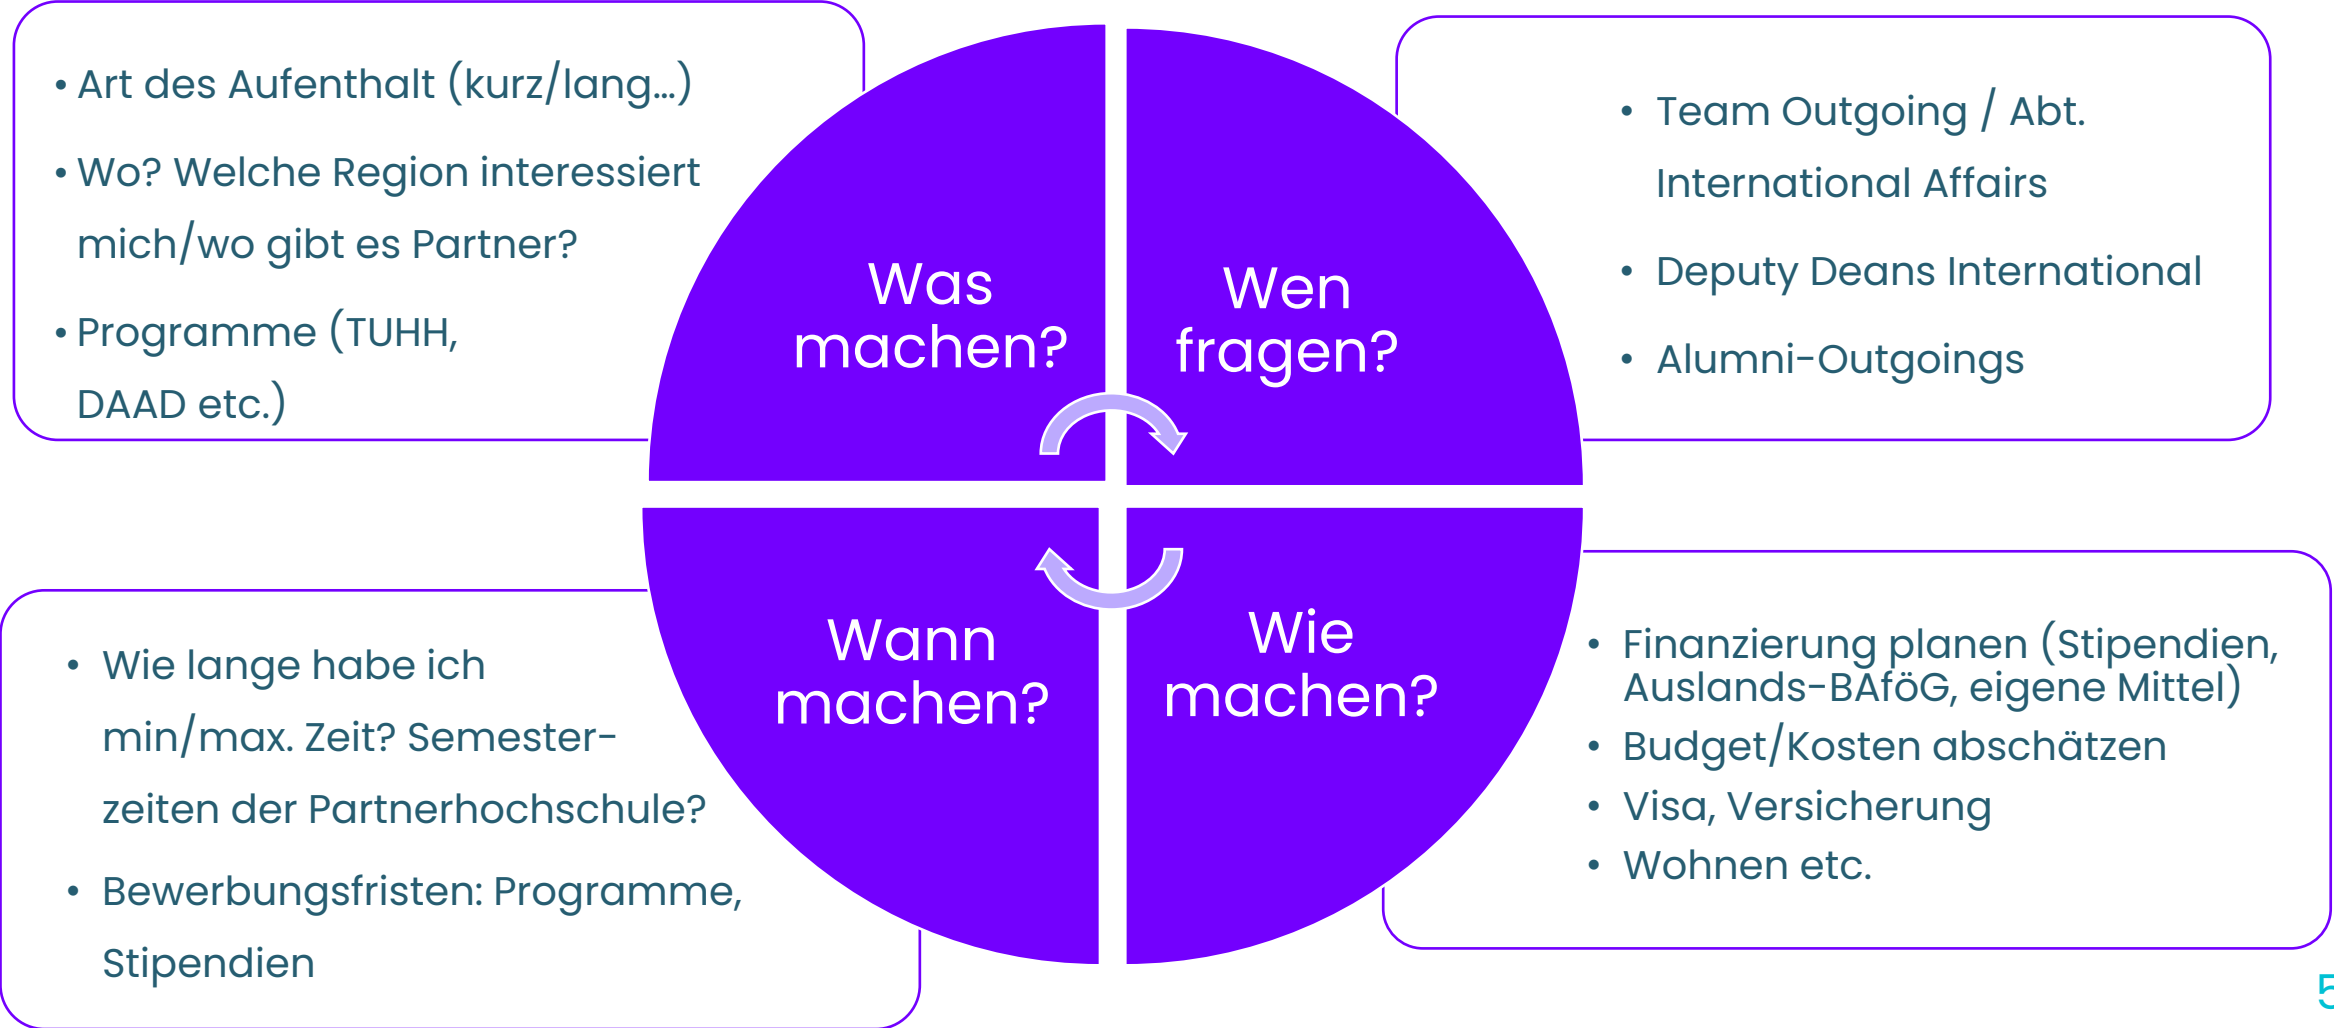 • Art des Aufenthalt (kurz/lang...)
• Wo? Welche Region interessiert
mich/wo gibt es Partner?
• Programme (TUHH,
DAAD etc.)
Was
machen?
Wen
fragen?
• Team Outgoing / Abt.
International Affairs
• Deputy Deans International
• Alumni-Outgoings
• Wie lange habe ich
min/max. Zeit? Semester-
zeiten der Partnerhochschule?
• Bewerbungsfristen: Programme,
Stipendien
Wann
machen?
Wie
machen?
• Finanzierung planen (Stipendien,
Auslands-BAföG, eigene Mittel)
• Budget/Kosten abschätzen
• Visa, Versicherung
• Wohnen etc.
5